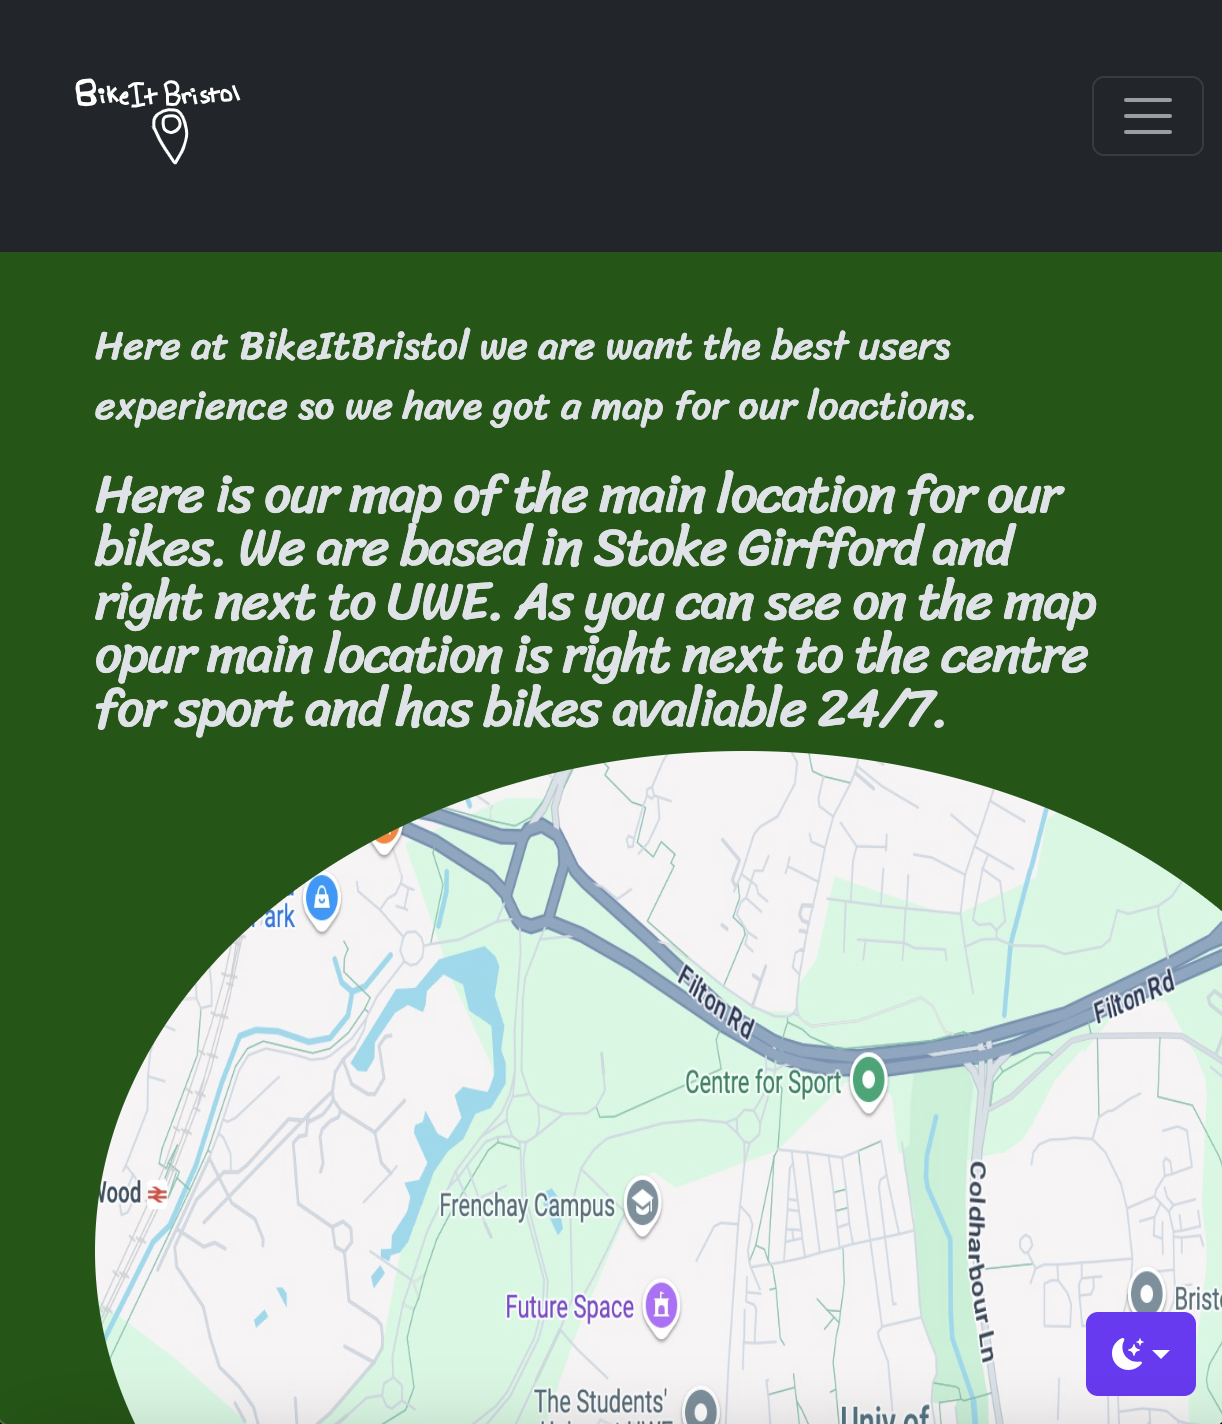 BikeIt Bristol
Here at BikeItBristol we are want the best users
experience so we have got a map for our loactions.
Here is our map of the main location for our
bikes. We are based in Stoke Girfford and
right next to UWE. As you can see on the map
opur main location is right next to the centre
for sport and has bikes avaliable 24/7.
ark
Filton Rd
Filton Rd
Centre for Sport
Wood
Frenchay Campus
Coldharbour Ln
Future Space
Brist
The Students'
Univ of